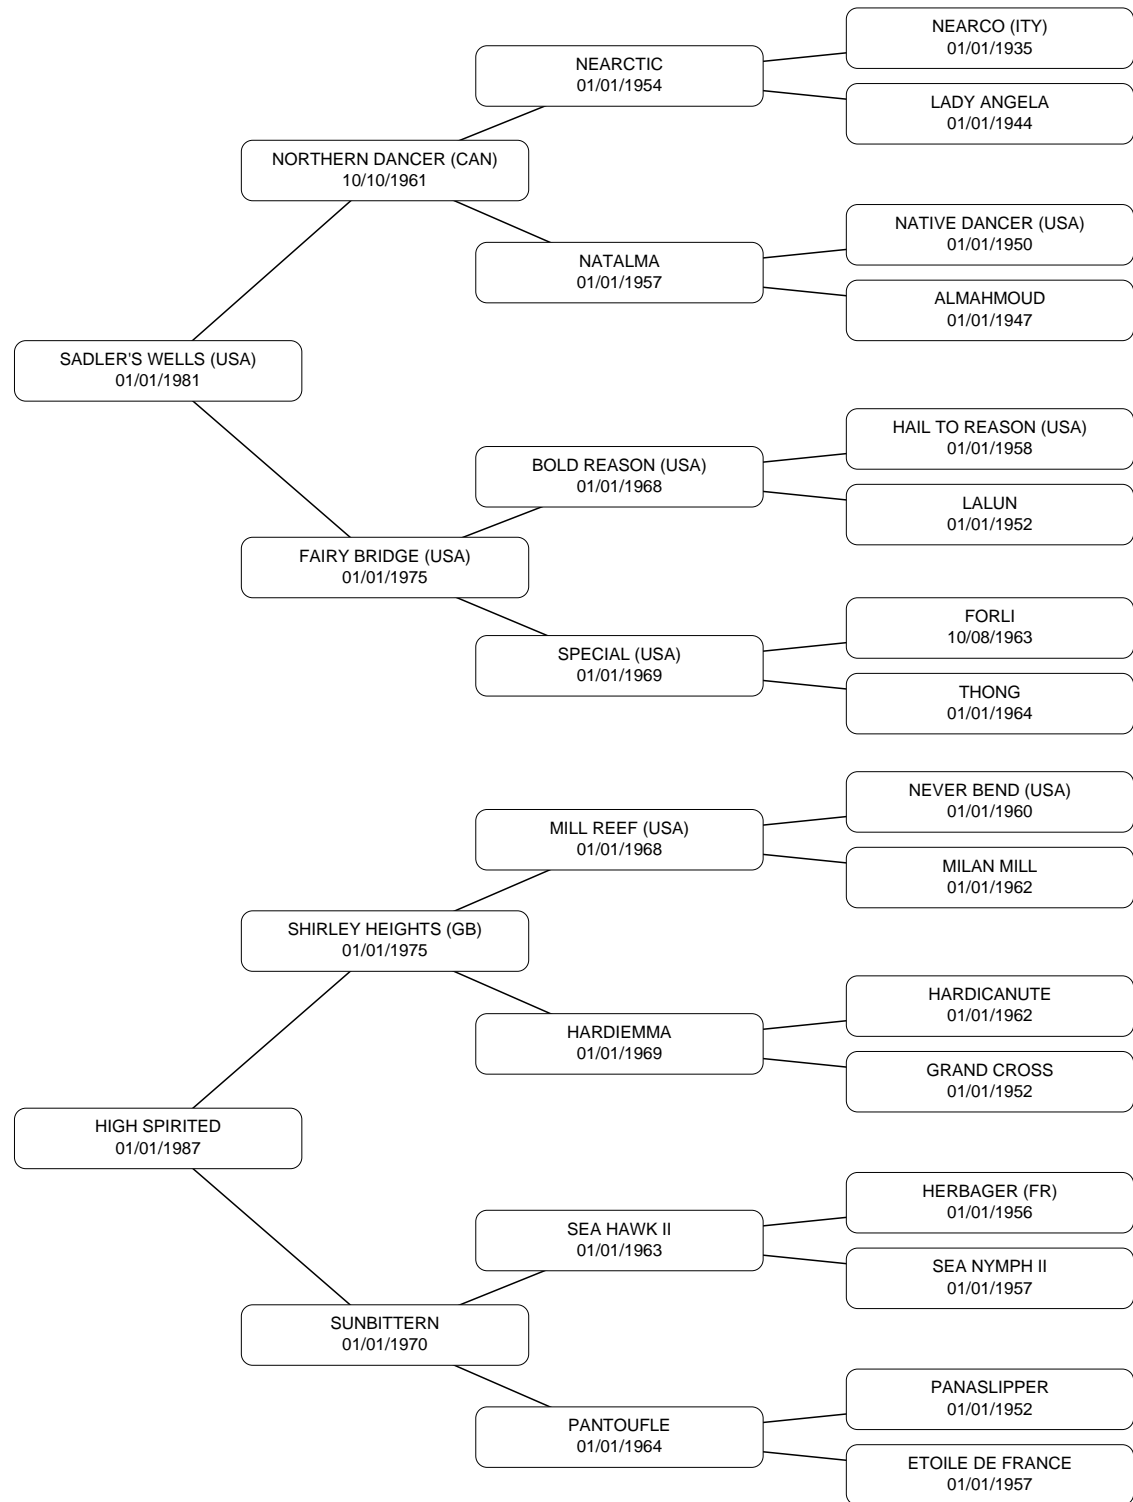 NEARCO (ITY)
01/01/1935
NEARCTIC
01/01/1954
LADY ANGELA
01/01/1944
NORTHERN DANCER (CAN)
10/10/1961
NATIVE DANCER (USA)
01/01/1950
NATALMA
01/01/1957
ALMAHMOUD
01/01/1947
SADLER'S WELLS (USA)
01/01/1981
HAIL TO REASON (USA)
01/01/1958
BOLD REASON (USA)
01/01/1968
LALUN
01/01/1952
FAIRY BRIDGE (USA)
01/01/1975
FORLI
10/08/1963
SPECIAL (USA)
01/01/1969
THONG
01/01/1964
NEVER BEND (USA)
01/01/1960
MILL REEF (USA)
01/01/1968
MILAN MILL
01/01/1962
SHIRLEY HEIGHTS (GB)
01/01/1975
HARDICANUTE
01/01/1962
HARDIEMMA
01/01/1969
GRAND CROSS
01/01/1952
HIGH SPIRITED
01/01/1987
HERBAGER (FR)
01/01/1956
SEA HAWK II
01/01/1963
SEA NYMPH II
01/01/1957
SUNBITTERN
01/01/1970
PANASLIPPER
01/01/1952
PANTOUFLE
01/01/1964
ETOILE DE FRANCE
01/01/1957